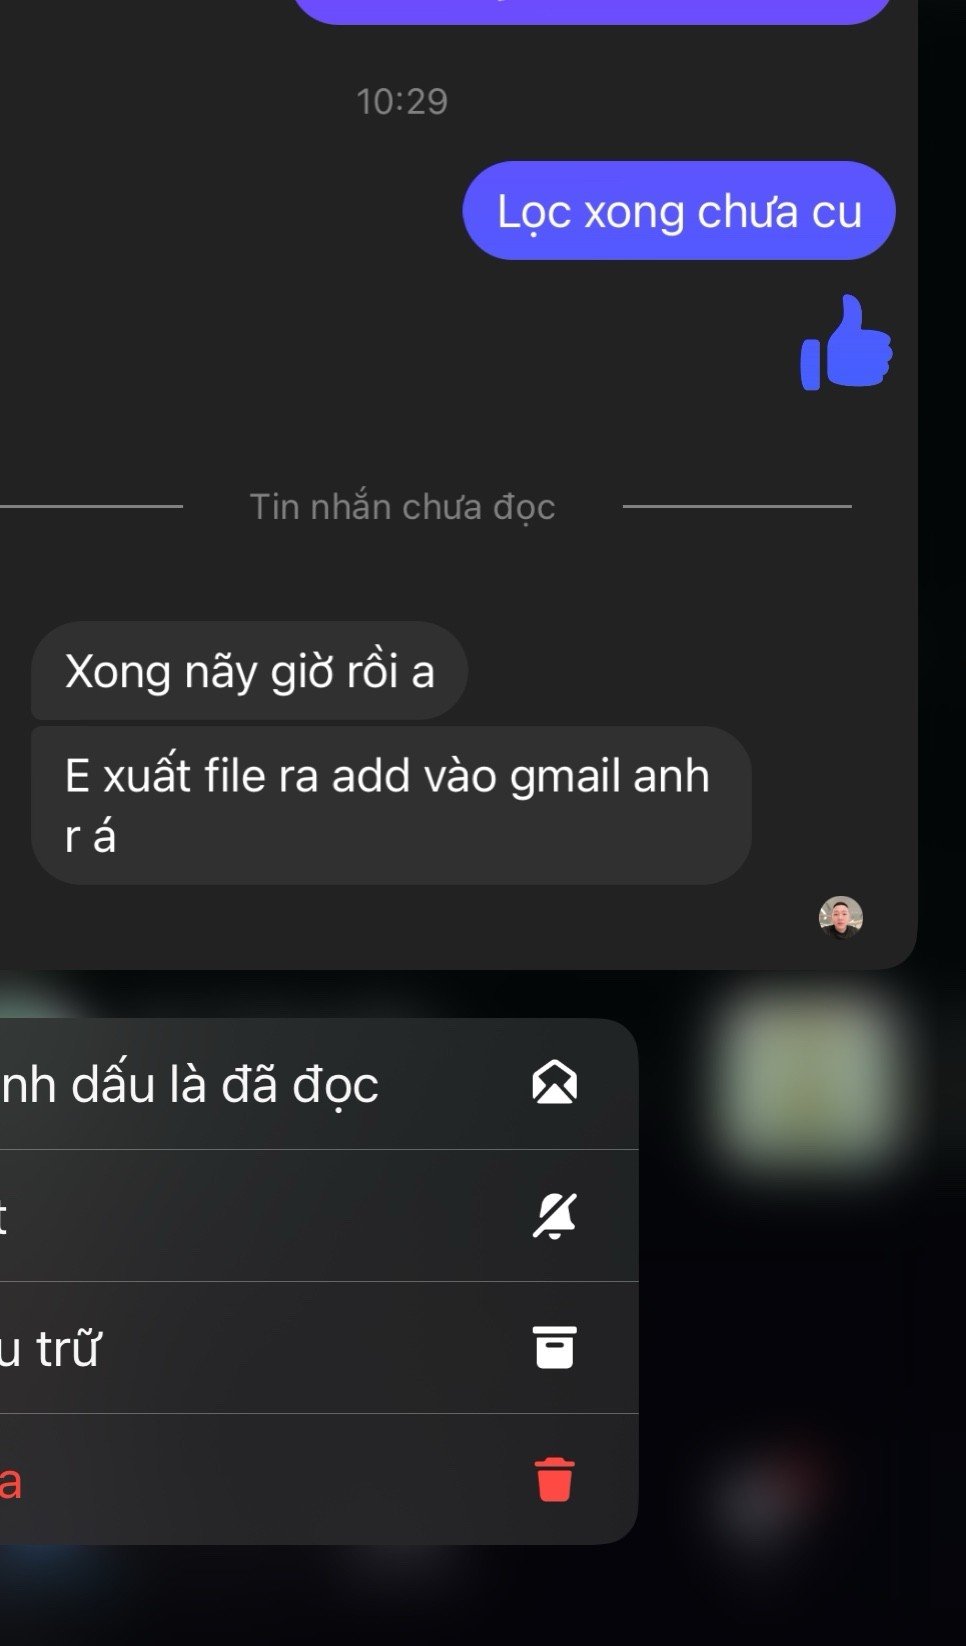 10:29
Lọc xong chưa cu
Tin nhắn chưa đọc
Xong nãy giờ rồi a
E xuất file ra add vào gmail anh
r á
nh dấu là đã đọc
t
u trữ
a